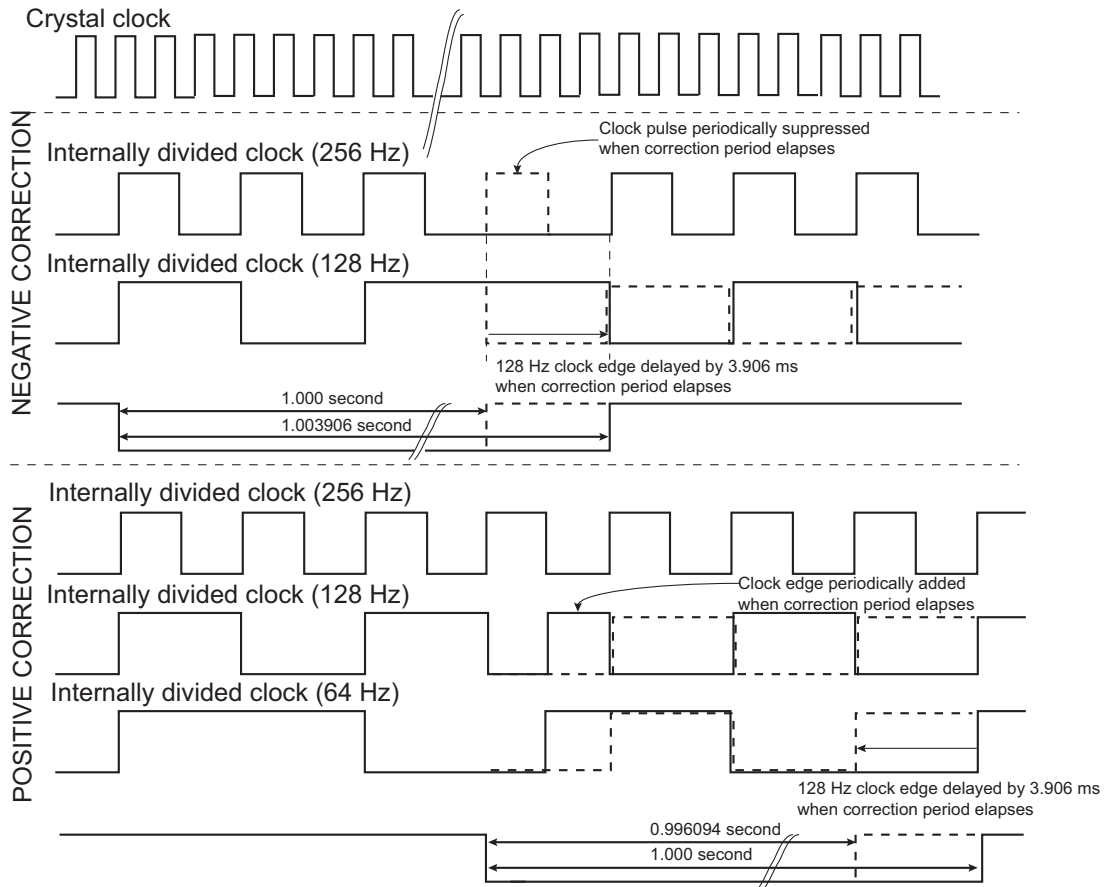 Crystal clock
NEGATIVE CORRECTION
Clock pulse periodically suppressed
when correction period elapses
Internally divided clock (256 Hz)
Internally divided clock (128 Hz)
128 Hz clock edge delayed by 3.906 ms
when correction period elapses
1.000 second
1.003906 second
POSITIVE CORRECTION
Internally divided clock (256 Hz)
Internally divided clock (128 Hz)
Clock edge periodically added
when correction period elapses
Internally divided clock (64 Hz)
128 Hz clock edge delayed by 3.906 ms
when correction period elapses
0.996094 second
1.000 second